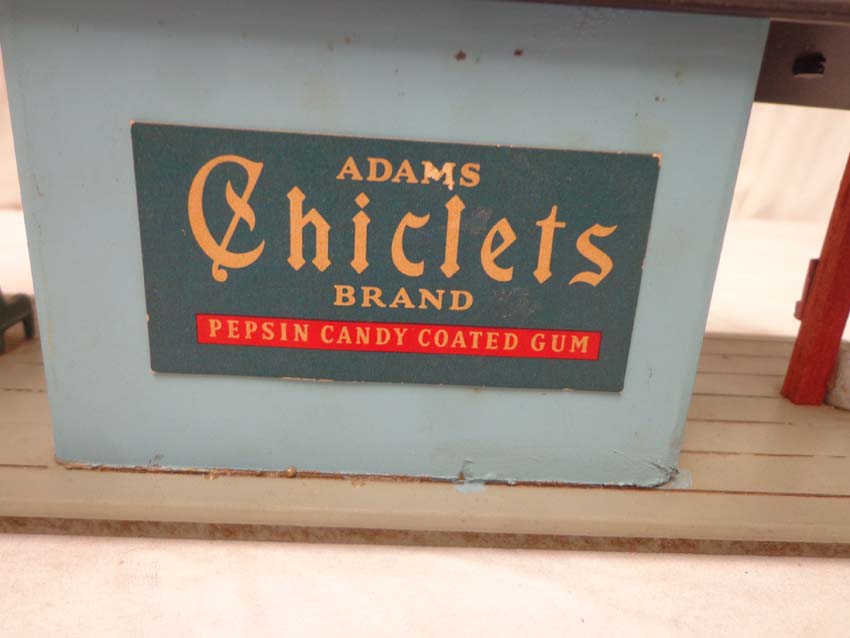 ADAMS
Chiclets
BRAND
PEPSIN CANDY COATED GUM